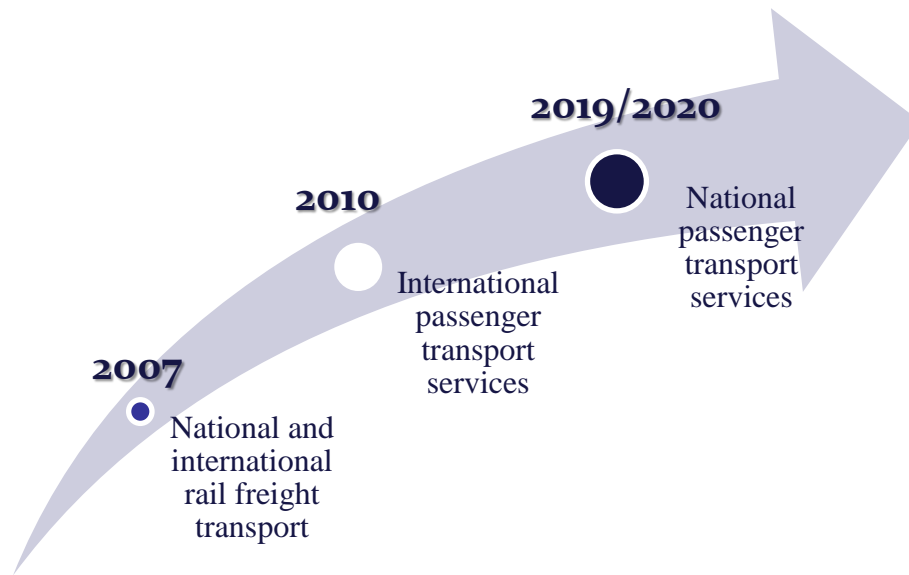 2007
National and
international
rail freight
transport
2010
International
passenger
transport
services
2019/2020
National
passenger
transport
services